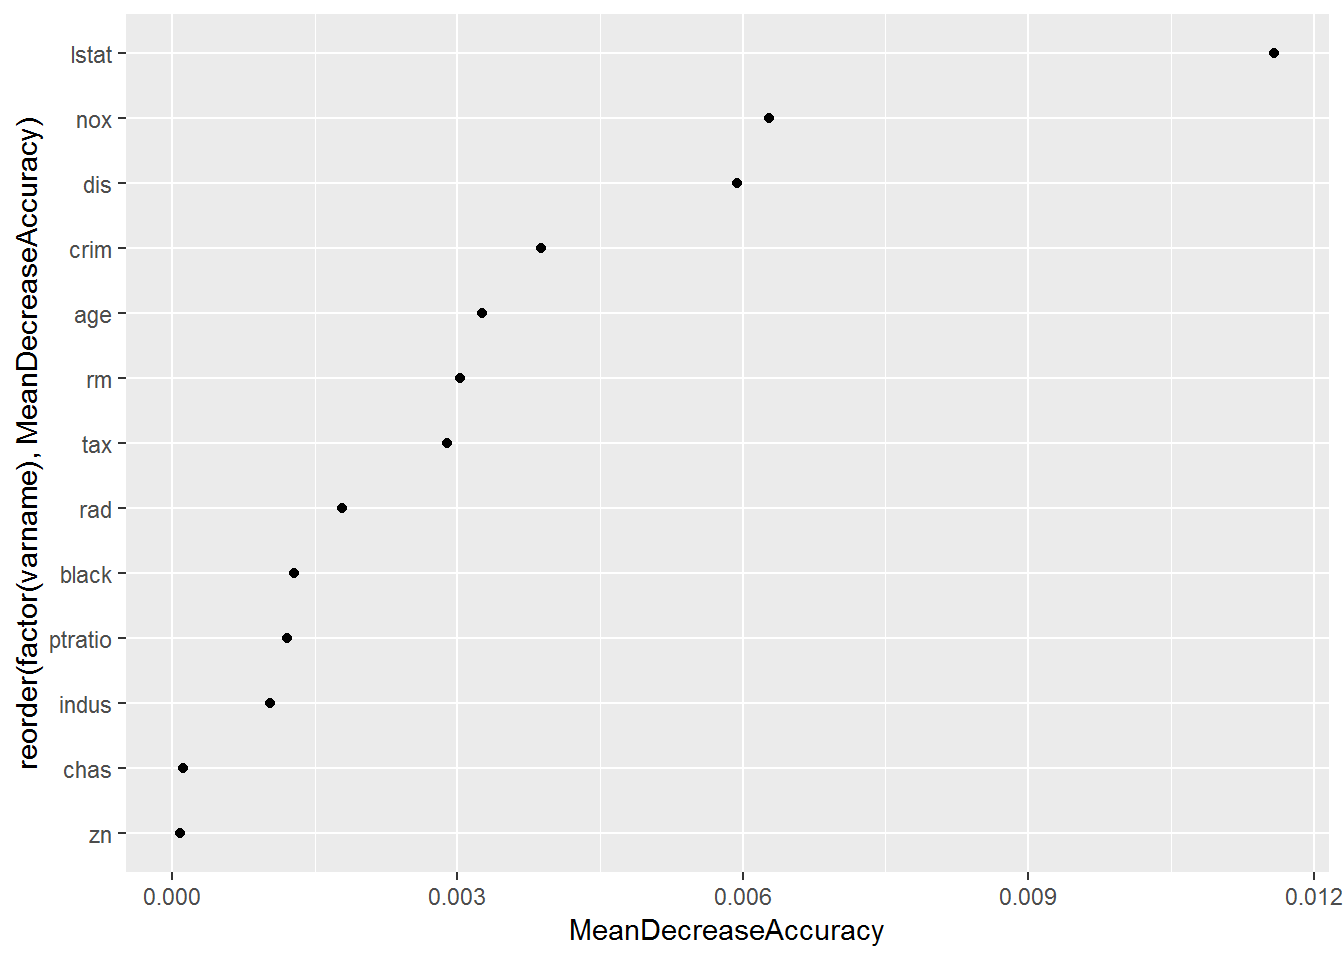 reorder(factor(varname), MeanDecreaseAccuracy)
lstat
nox
dis
crim
age
rm
tax
rad
black
ptratio
indus
chas
zn
0.000 0.003 0.006 0.009 0.012
MeanDecreaseAccuracy